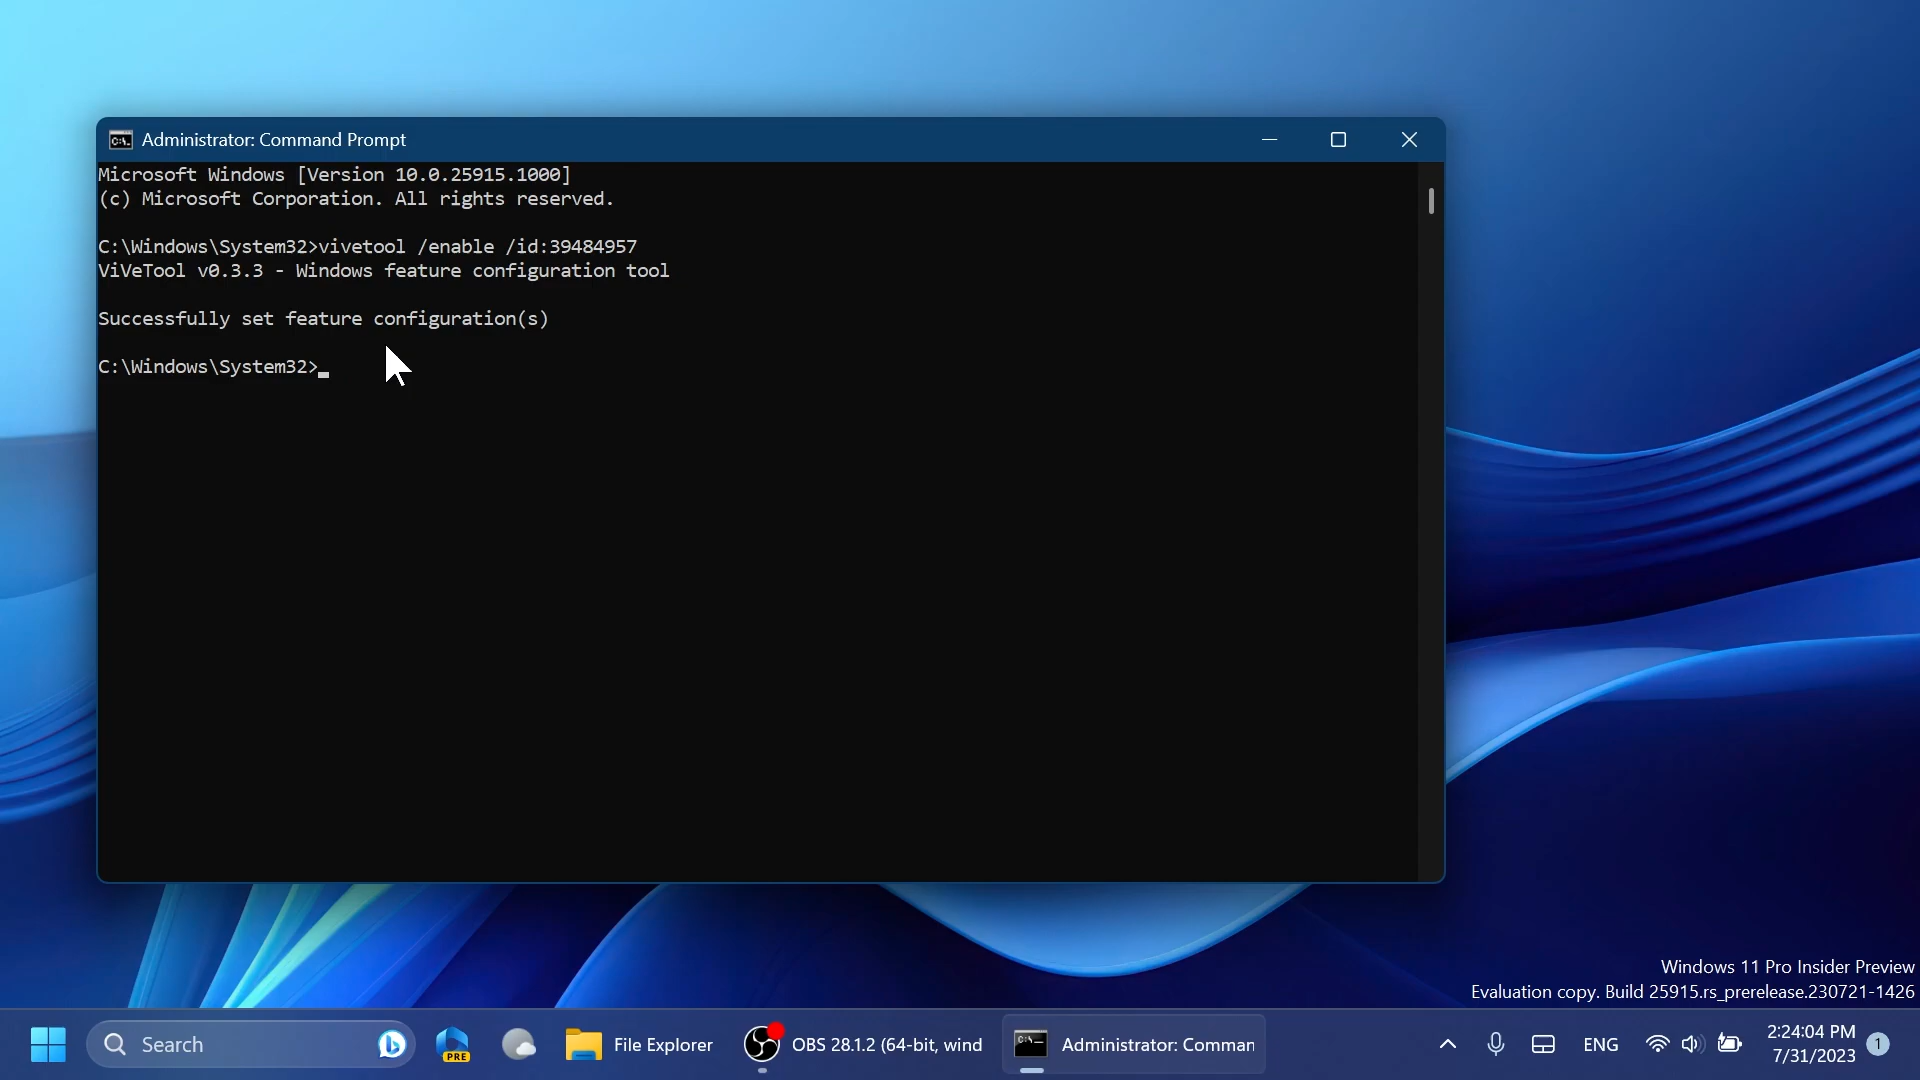 Administrator: Command Prompt
Microsoft Windows [Version 10.0.25915.1000]
(c) Microsoft Corporation. All rights reserved.
C:\Windows\System32>vivetool /enable /id:39484957
ViVeTool v0.3.3 - Windows feature configuration tool
Successfully set feature configuration(s)
C:\Windows\System32>
Windows 11 Pro Insider Preview
Evaluation copy. Build 25915.rs_prerelease.230721-1426
Search
PRE
File Explorer
OBS 28.1.2 (64-bit, wind
Administrator: Comman
ENG
2:24:04 PM
7/31/2023
1